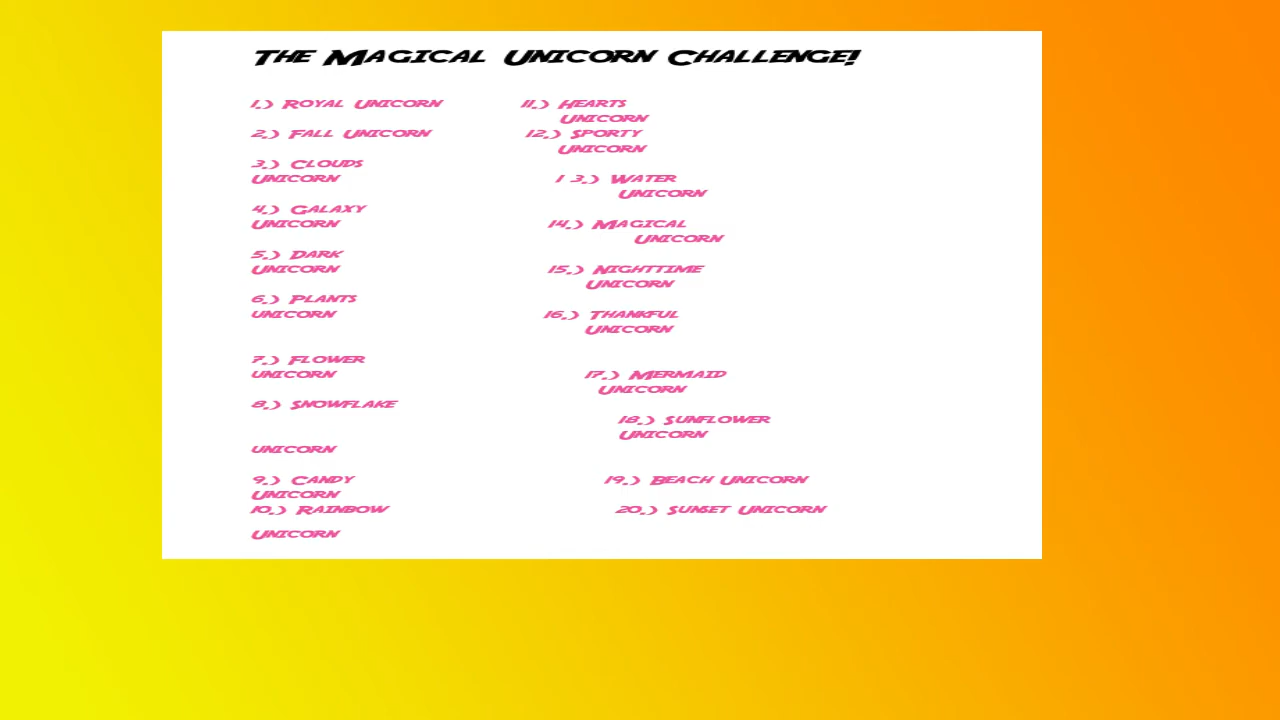 The Magical Unicorn Challenge!
1.) Royal Unicorn
2.) Fall Unicorn
3.) Clouds
Unicorn
4.) Galaxy
Unicorn
5.) Dark
Unicorn
6.) Plants
unicorn
7.) Flower
unicorn
8.) Snowflake
unicorn
9.) Candy
Unicorn
10.) Rainbow
Unicorn
11.) Hearts
Unicorn
12.) Sporty
Unicorn
1 3.) Water
Unicorn
14.) Magical
Unicorn
15.) Nighttime
Unicorn
16.) Thankful
Unicorn
17.) Mermaid
Unicorn
18.) Sunflower
Unicorn
19.) Beach Unicorn
20.) Sunset Unicorn